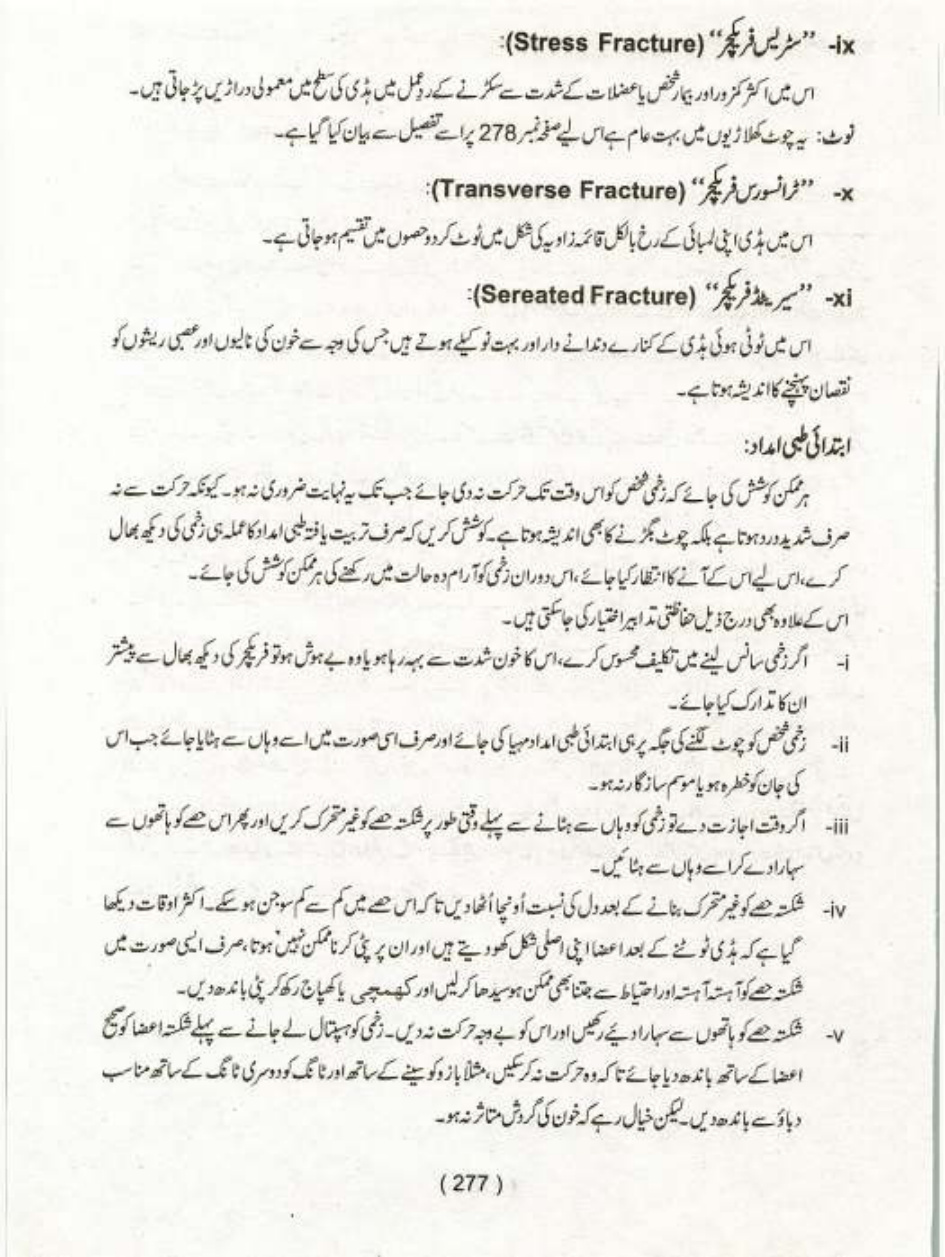 ix- ”سٹریس فریکچر“ (Stress Fracture):
اس میں اکثر کمزور اور بیمار شخص یا عضلات کے شدت سے سکڑنے کے ردِعمل میں ہڈی کی سطح میں معمولی دراڑیں پڑ جاتی ہیں۔
نوٹ: یہ چوٹ کھلاڑیوں میں بہت عام ہے اس لیے صفحہ نمبر 278 پر اسے تفصیل سے بیان کیا گیا ہے۔
x- ”ٹرانسورس فریکچر“ (Transverse Fracture):
اس میں ہڈی اپنی لمبائی کے رخ بالکل قائمہ زاویہ کی شکل میں ٹوٹ کر دو حصوں میں تقسیم ہو جاتی ہے۔
xi- ”سیریٹڈ فریکچر“ (Sereated Fracture):
اس میں ٹوٹی ہوئی ہڈی کے کنارے دندانے دار اور بہت نوکیلے ہوتے ہیں جس کی وجہ سے خون کی نالیوں اور عصبی ریشوں کو
نقصان پہنچنے کا اندیشہ ہوتا ہے۔
ابتدائی طبی امداد:
ہر ممکن کوشش کی جائے کہ زخمی شخص کو اس وقت تک حرکت نہ دی جائے جب تک یہ نہایت ضروری نہ ہو۔ کیونکہ حرکت سے نہ
صرف شدید درد ہوتا ہے بلکہ چوٹ بگڑنے کا بھی اندیشہ ہوتا ہے۔ کوشش کریں کہ صرف تربیت یافتہ طبی امداد کا عملہ ہی زخمی کی دیکھ بھال
کرے، اس لیے اس کے آنے کا انتظار کیا جائے، اس دوران زخمی کو آرام دہ حالت میں رکھنے کی ہر ممکن کوشش کی جائے۔
اس کے علاوہ بھی درج ذیل حفاظتی تدابیر اختیار کی جاسکتی ہیں۔
i- اگر زخمی سانس لینے میں تکلیف محسوس کرے، اس کا خون شدت سے بہہ رہا ہو یا وہ بے ہوش ہو تو فریکچر کی دیکھ بھال سے پیشتر
ان کا تدارک کیا جائے۔
ii- زخمی شخص کو چوٹ لگنے کی جگہ پر ہی ابتدائی طبی امداد مہیا کی جائے اور صرف اسی صورت میں اسے وہاں سے ہٹایا جائے جب اس
کی جان کو خطرہ ہو یا موسم سازگار نہ ہو۔
iii- اگر وقت اجازت دے تو زخمی کو وہاں سے ہٹانے سے پہلے وقتی طور پر شکستہ حصے کو غیر متحرک کریں اور پھر اس حصے کو ہاتھوں سے
سہارا دے کر اسے وہاں سے ہٹائیں۔
iv- شکستہ حصے کو غیر متحرک بنانے کے بعد دل کی نسبت اُونچا اُٹھا دیں تا کہ اس حصے میں کم سے کم سوجن ہو سکے۔ اکثر اوقات دیکھا
گیا ہے کہ ہڈی ٹوٹنے کے بعد اعضا اپنی اصلی شکل کھو دیتے ہیں اور ان پر پٹی کرنا ممکن نہیں ہوتا، صرف ایسی صورت میں
شکستہ حصے کو آہستہ آہستہ اور احتیاط سے جتنا بھی ممکن ہو سیدھا کرلیں اور کھمچی یا کھپاچ رکھ کر پٹی باندھ دیں۔
v- شکستہ حصے کو ہاتھوں سے سہارا دیے رکھیں اور اس کو بے وجہ حرکت نہ دیں۔ زخمی کو ہسپتال لے جانے سے پہلے شکستہ اعضا کو صحیح
اعضا کے ساتھ باندھ دیا جائے تا کہ وہ حرکت نہ کرسکیں، مثلاً بازو کو سینے کے ساتھ اور ٹانگ کو دوسری ٹانگ کے ساتھ مناسب
دباؤ سے باندھ دیں۔ لیکن خیال رہے کہ خون کی گردش متاثر نہ ہو۔
( 277 )